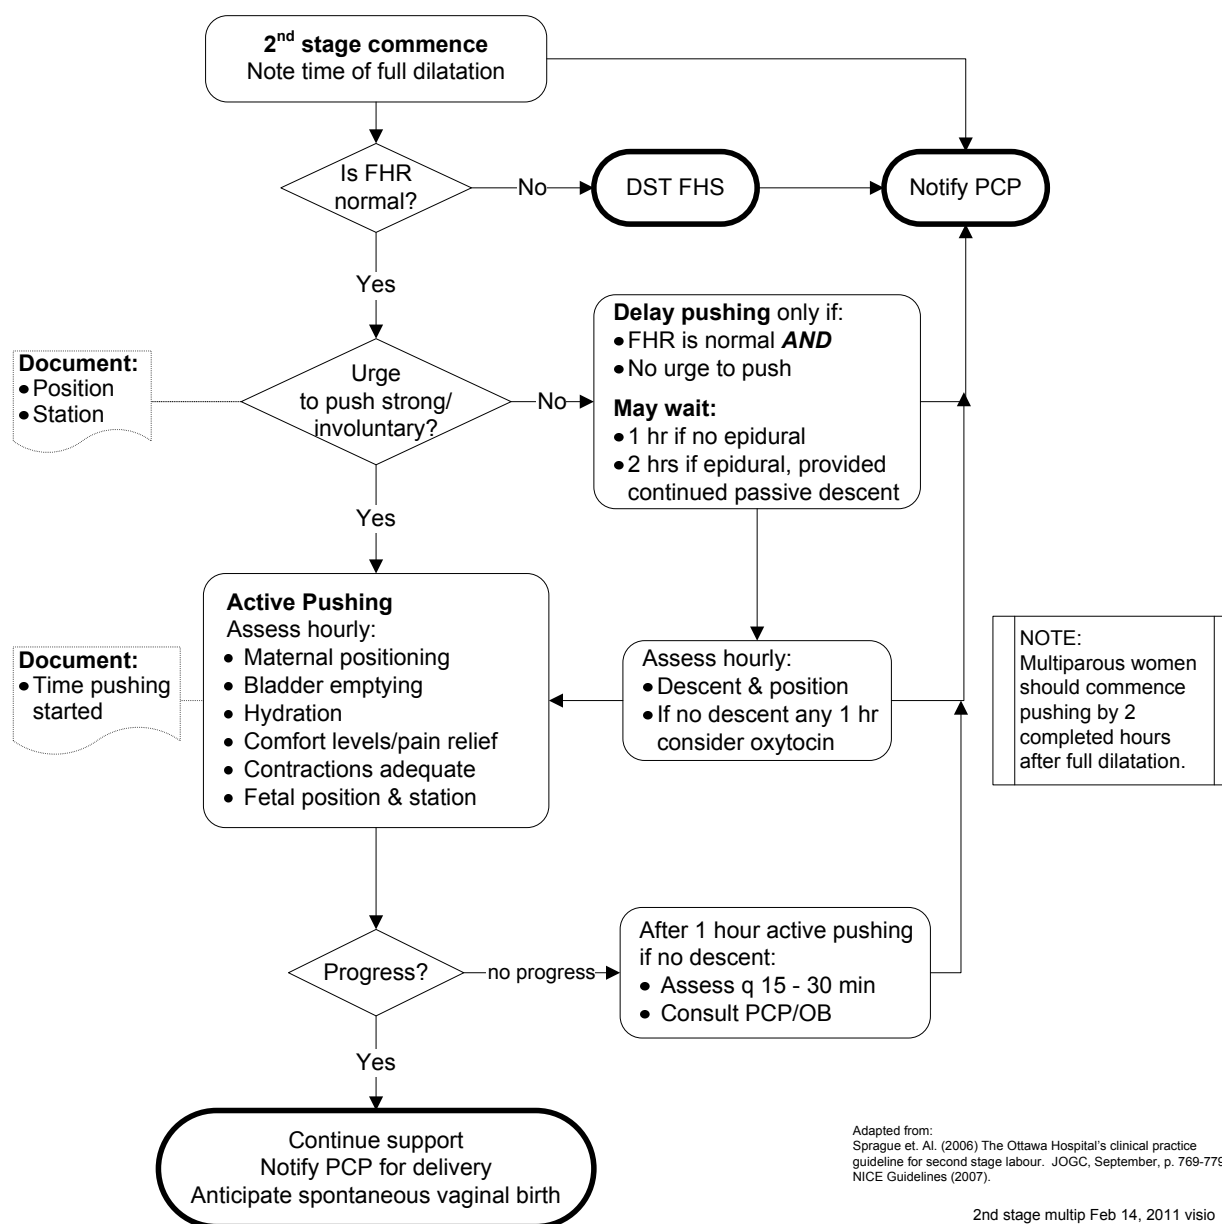 2nd stage commence
Note time of full dilatation
Is FHR
normal?
No
DST FHS
Notify PCP
Yes
Document:
• Position
• Station
Urge
to push strong/
involuntary?
No
Delay pushing only if:
• FHR is normal AND
• No urge to push
May wait:
• 1 hr if no epidural
• 2 hrs if epidural, provided
continued passive descent
Yes
Document:
• Time pushing
started
Active Pushing
Assess hourly:
• Maternal positioning
• Bladder emptying
• Hydration
• Comfort levels/pain relief
• Contractions adequate
• Fetal position & station
Assess hourly:
• Descent & position
• If no descent any 1 hr
consider oxytocin
NOTE:
Multiparous women
should commence
pushing by 2
completed hours
after full dilatation.
Progress?
no progress
After 1 hour active pushing
if no descent:
• Assess q 15 - 30 min
• Consult PCP/OB
Yes
Continue support
Notify PCP for delivery
Anticipate spontaneous vaginal birth
Adapted from:
Sprague et. Al. (2006) The Ottawa Hospital's clinical practice
guideline for second stage labour. JOGC, September, p. 769-779
NICE Guidelines (2007).
2nd stage multip Feb 14, 2011 visio